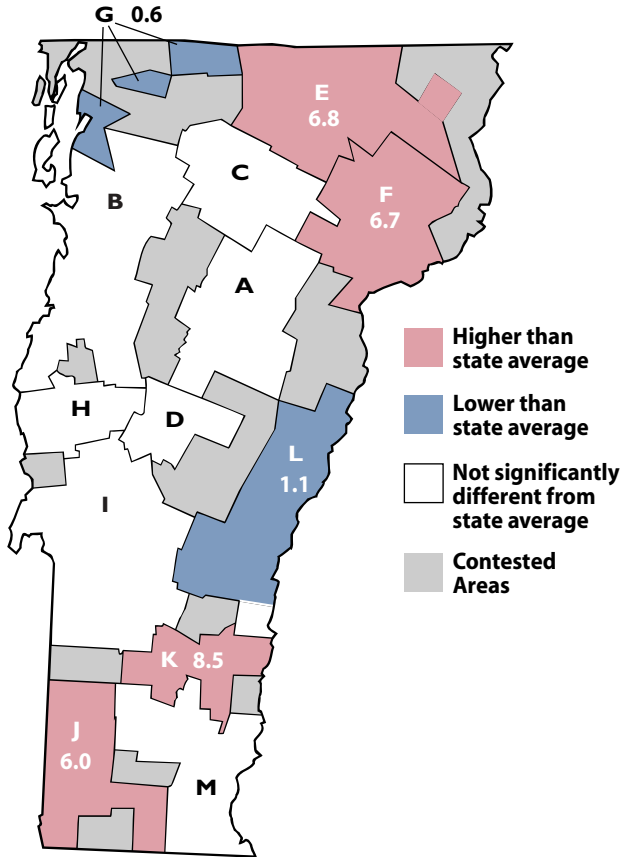 G 0.6
E
6.8
C
F
6.7
B
A
Higher than
state average
Lower than
state average
H
D
L
1.1
Not significantly
different from
state average
I
Contested
Areas
K 8.5
J
6.0
M